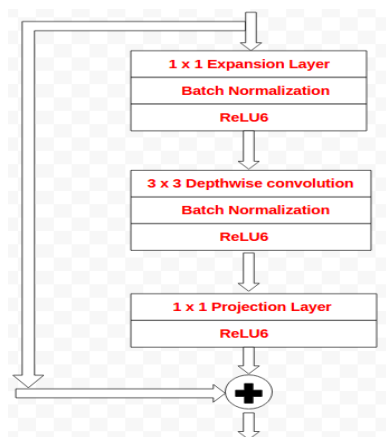 1 x 1 Expansion Layer
Batch Normalization
ReLU6
3 x 3 Depthwise convolution
Batch Normalization
ReLU6
1 x 1 Projection Layer
ReLU6